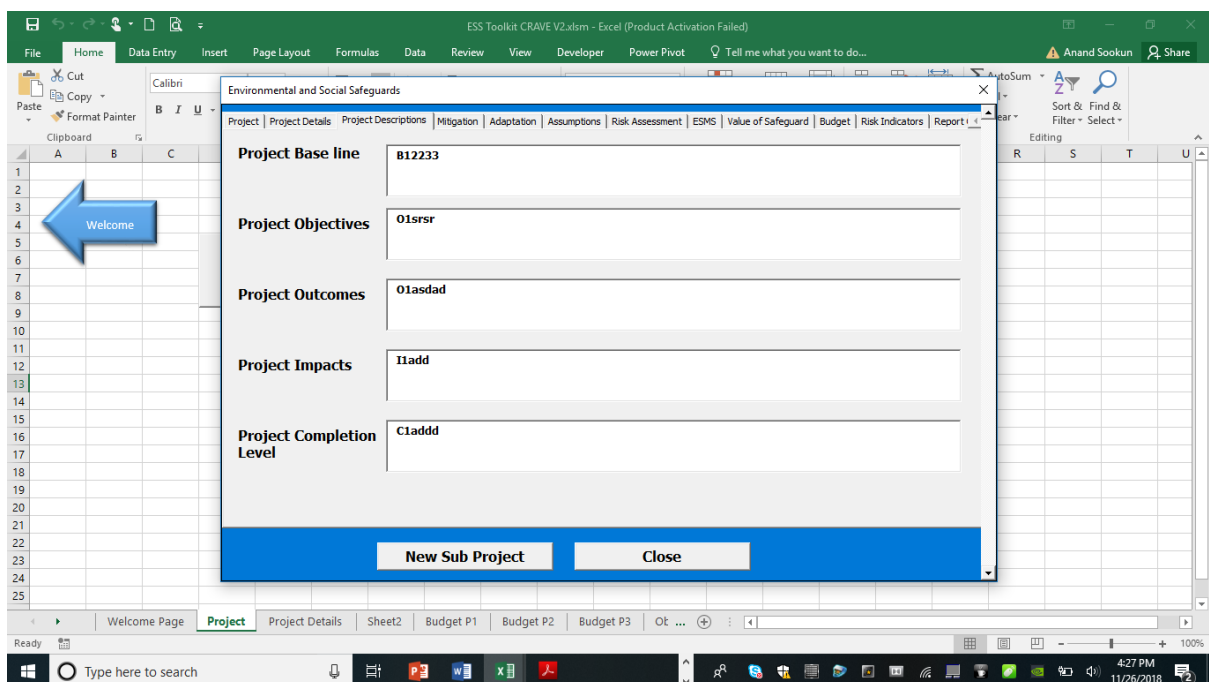 ESS Toolkit CRAVE V2.xlsm - Excel (Product Activation Failed)
File Home Data Entry Insert Page Layout Formulas Data Review View Developer Power Pivot Tell me what you want to do... Anand Sookun Share
Cut
Copy
Format Painter
Paste
Clipboard
Calibri
B I U
AutoSum
Sort & Find &
Filter Select
Editing
Environmental and Social Safeguards
Project Project Details Project Descriptions Mitigation Adaptation Assumptions Risk Assessment ESMS Value of Safeguard Budget Risk Indicators Report
A B C R S T U
1
2
3
4
5
6
7
8
9
10
11
12
13
14
15
16
17
18
19
20
21
22
23
24
25
Welcome
Project Base line B12233
Project Objectives O1srsr
Project Outcomes O1asdad
Project Impacts I1add
Project Completion Level C1addd
New Sub Project Close
Welcome Page Project Project Details Sheet2 Budget P1 Budget P2 Budget P3 Ot ...
Ready 100%
Type here to search 4:27 PM
11/26/2018